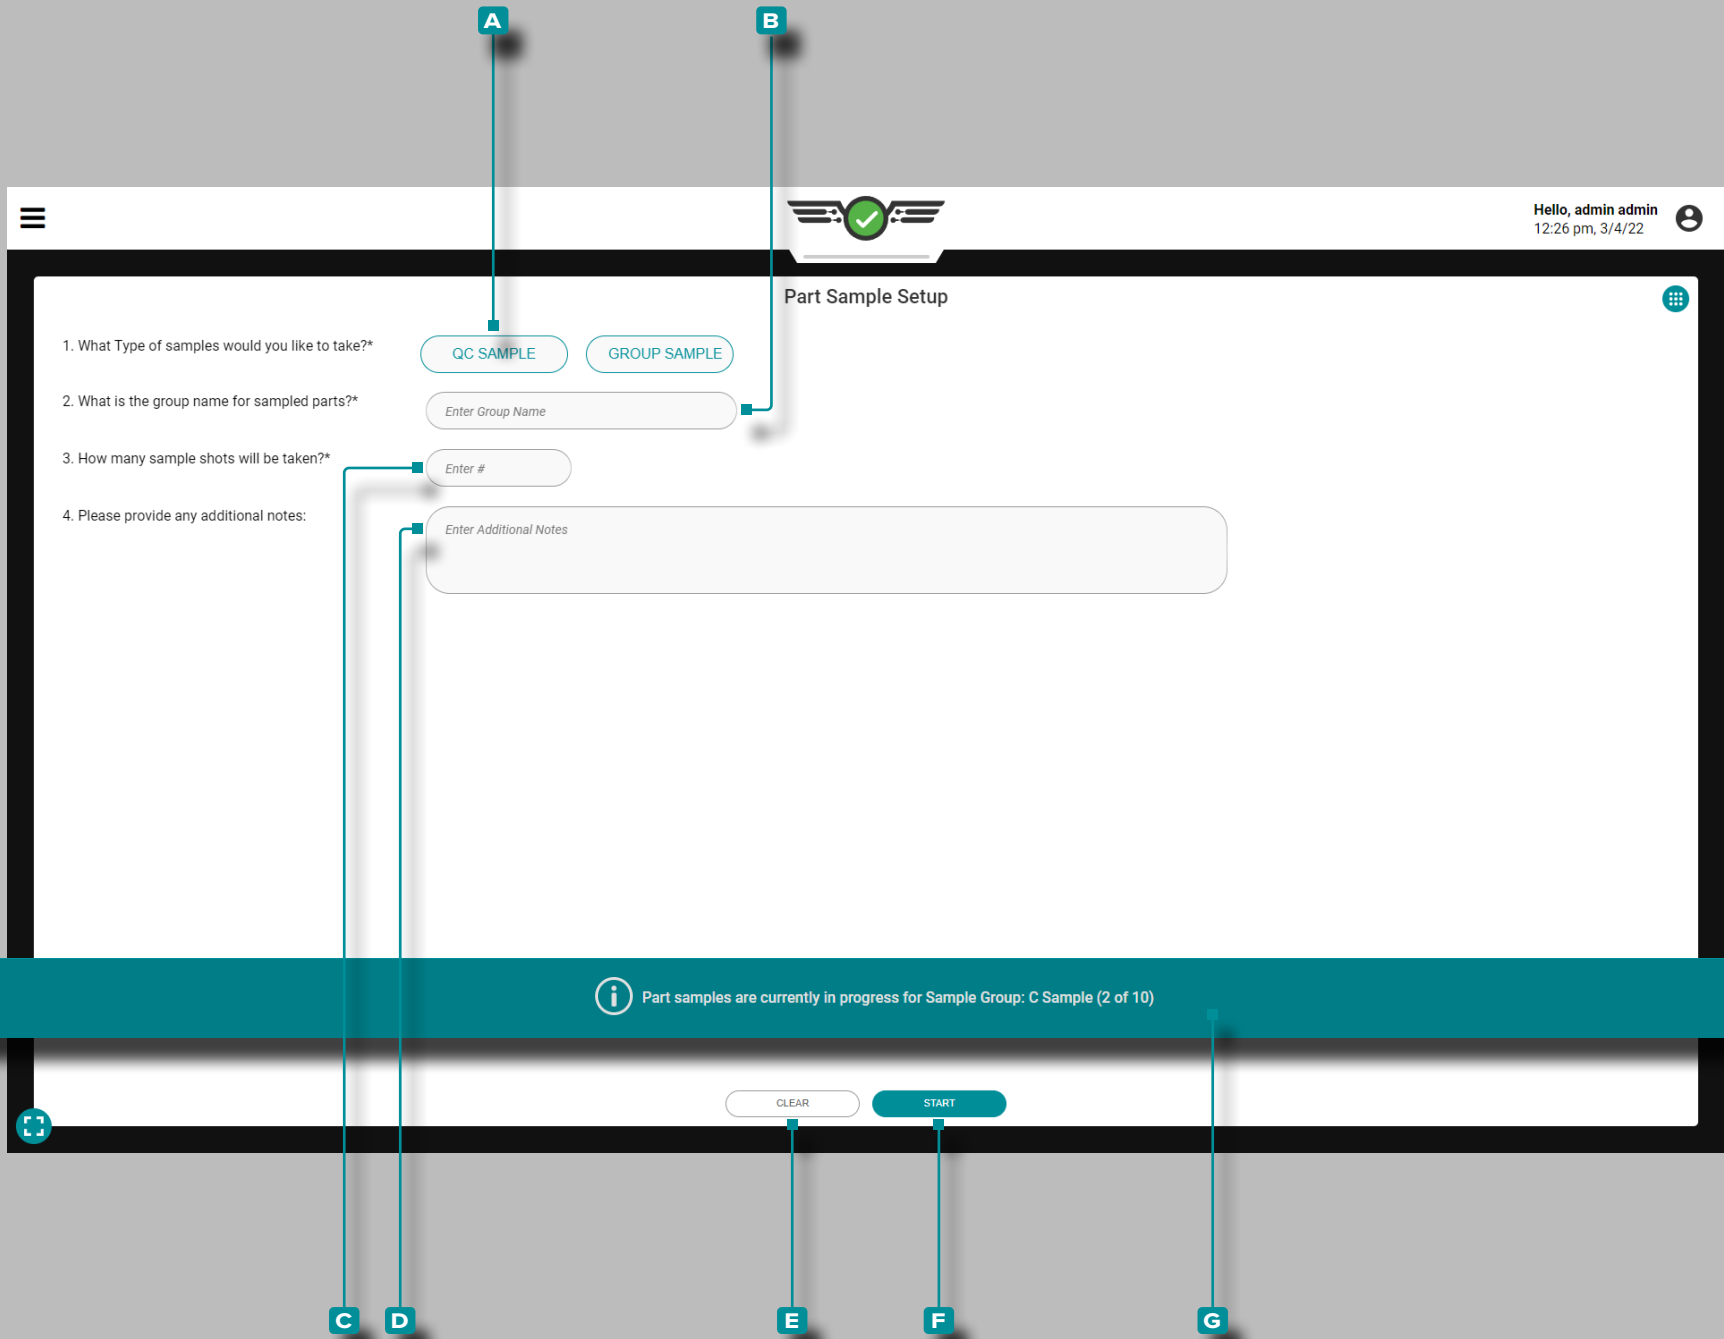 A
B
Hello, admin admin
12:26 pm, 3/4/22
Part Sample Setup
1. What Type of samples would you like to take?*
QC SAMPLE
GROUP SAMPLE
2. What is the group name for sampled parts?*
Enter Group Name
3. How many sample shots will be taken?*
Enter #
4. Please provide any additional notes:
Enter Additional Notes
Part samples are currently in progress for Sample Group: C Sample (2 of 10)
CLEAR
START
C
D
E
F
G